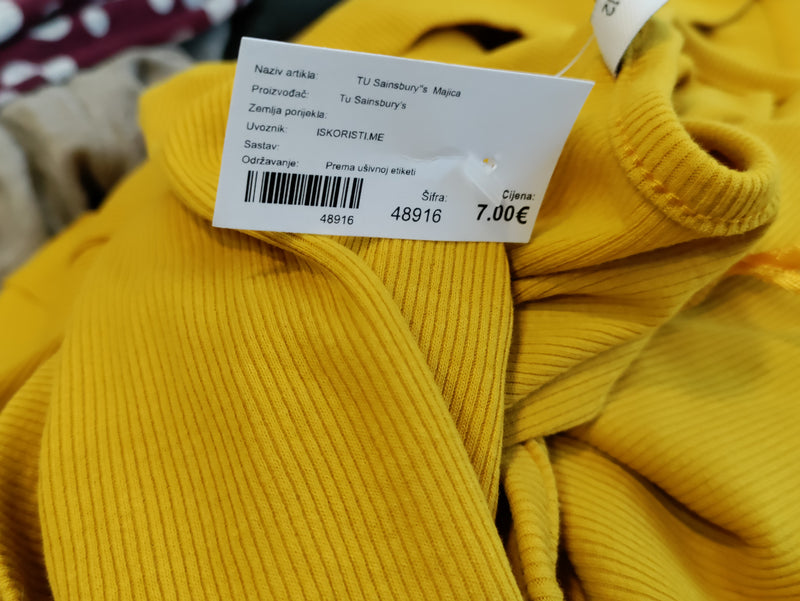 12
Naziv artikla: TU Sainsbury"s Majica
Proizvođač: Tu Sainsbury's
Zemlja porijekla:
Uvoznik: ISKORISTI.ME
Sastav:
Održavanje: Prema ušivnoj etiketi
48916
Šifra:
48916
Cijena:
7.00€